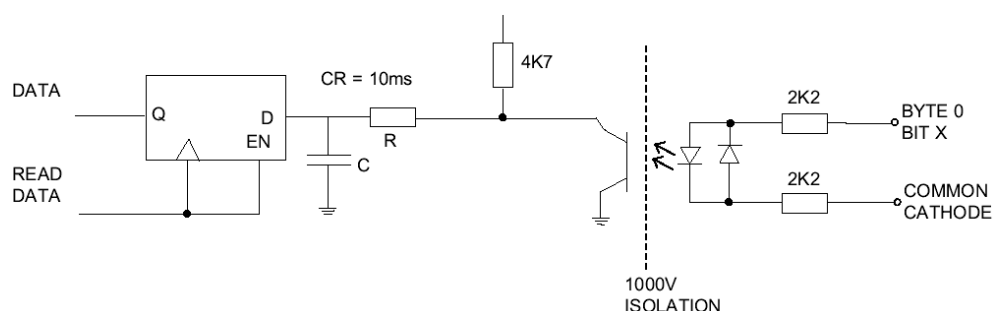 4K7
CR = 10ms
2K2
DATA
Q
D
BYTE 0
BIT X
EN
R
C
READ
DATA
2K2
COMMON
CATHODE
1000V
ISOLATION